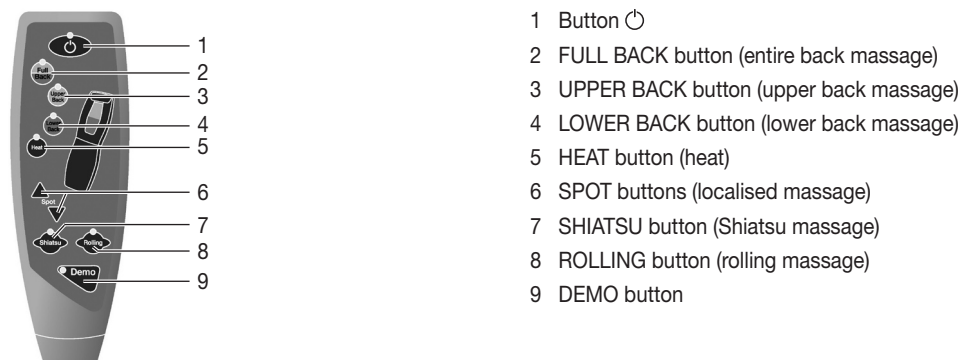 1
2
3
4
5
6
7
8
9
Full
Back
Upper
Back
Lower
Back
Heat
Spot
Shiatsu
Rolling
Demo
1 Button
2 FULL BACK button (entire back massage)
3 UPPER BACK button (upper back massage)
4 LOWER BACK button (lower back massage)
5 HEAT button (heat)
6 SPOT buttons (localised massage)
7 SHIATSU button (Shiatsu massage)
8 ROLLING button (rolling massage)
9 DEMO button